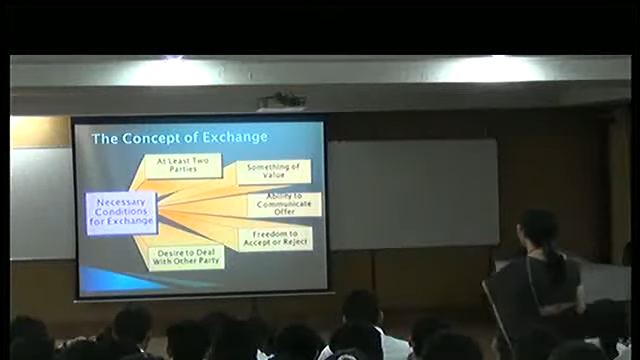 The Concept of Exchange
At Least Two
Parties
Something of
Value
Necessary
Conditions
for Exchange
Ability to
Communicate
Offer
Freedom to
Accept or Reject
Desire to Deal
With Other Party